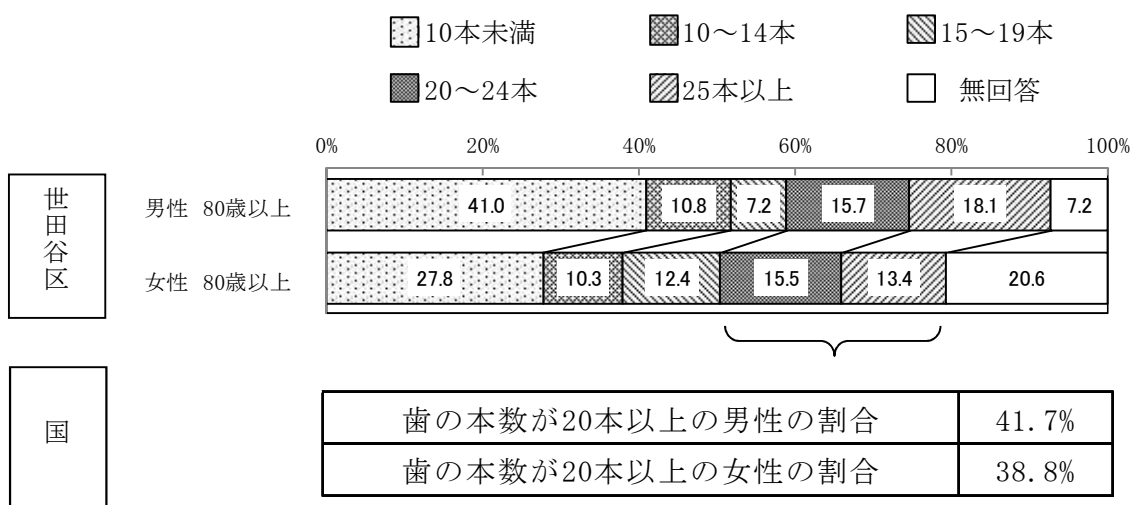 10本未満 10～14本 15～19本
20～24本 25本以上 無回答
0% 20% 40% 60% 80% 100%
世田谷区
男性 80歳以上 41.0 10.8 7.2 15.7 18.1 7.2
女性 80歳以上 27.8 10.3 12.4 15.5 13.4 20.6
国
歯の本数が20本以上の男性の割合 41.7%
歯の本数が20本以上の女性の割合 38.8%